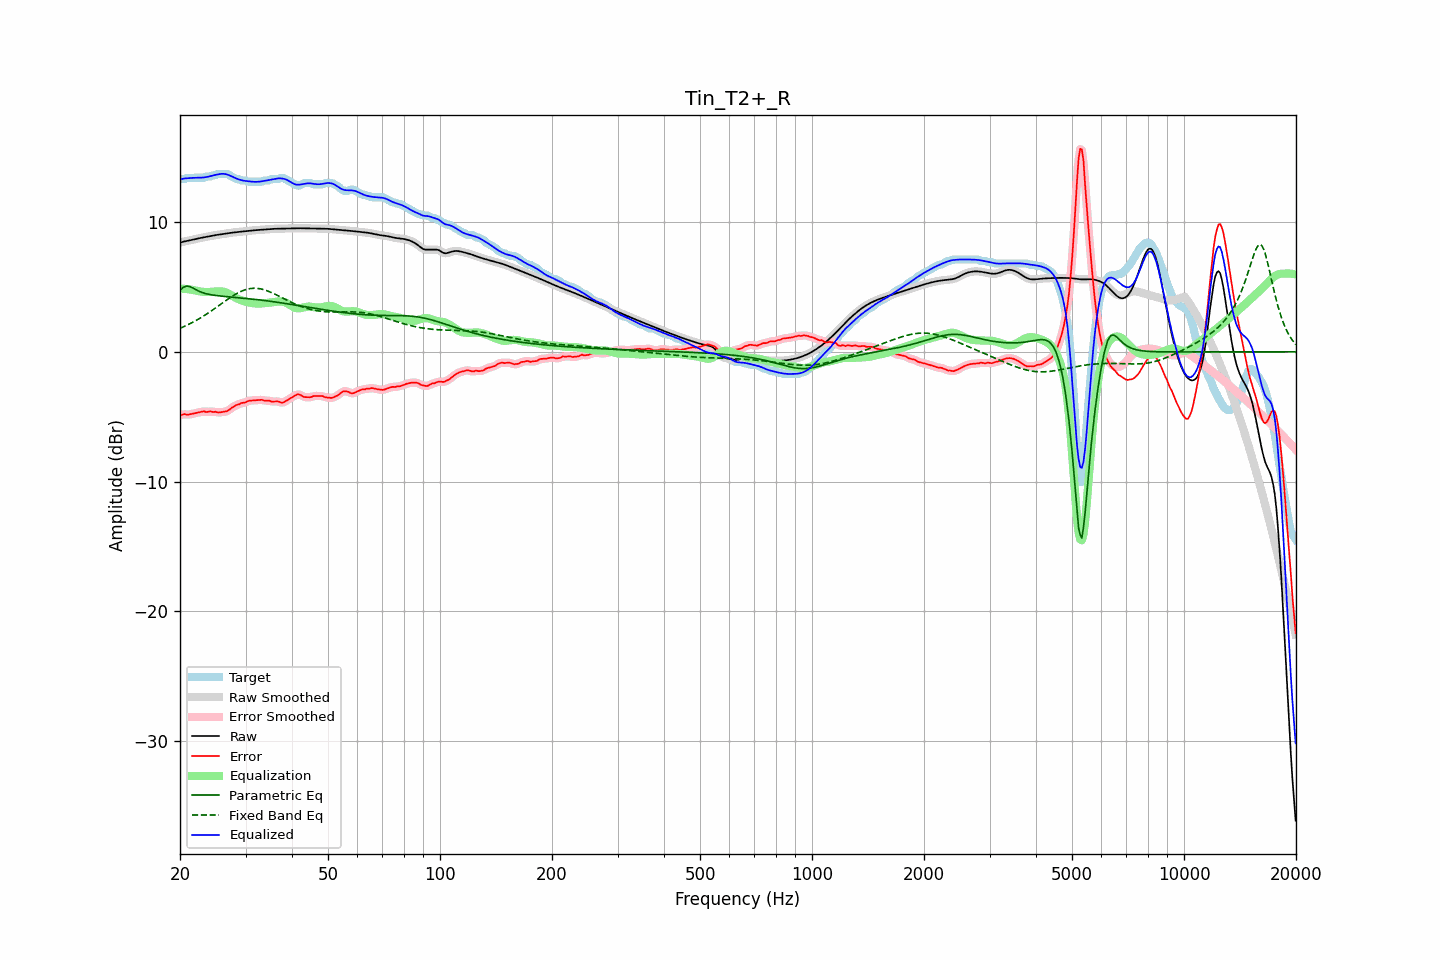 Tin_T2+_R
Amplitude (dBr)
10
0
−10
−20
−30
Target
Raw Smoothed
Error Smoothed
Raw
Error
Equalization
Parametric Eq
Fixed Band Eq
Equalized
20 50 100 200 500 1000 2000 5000 10000 20000
Frequency (Hz)